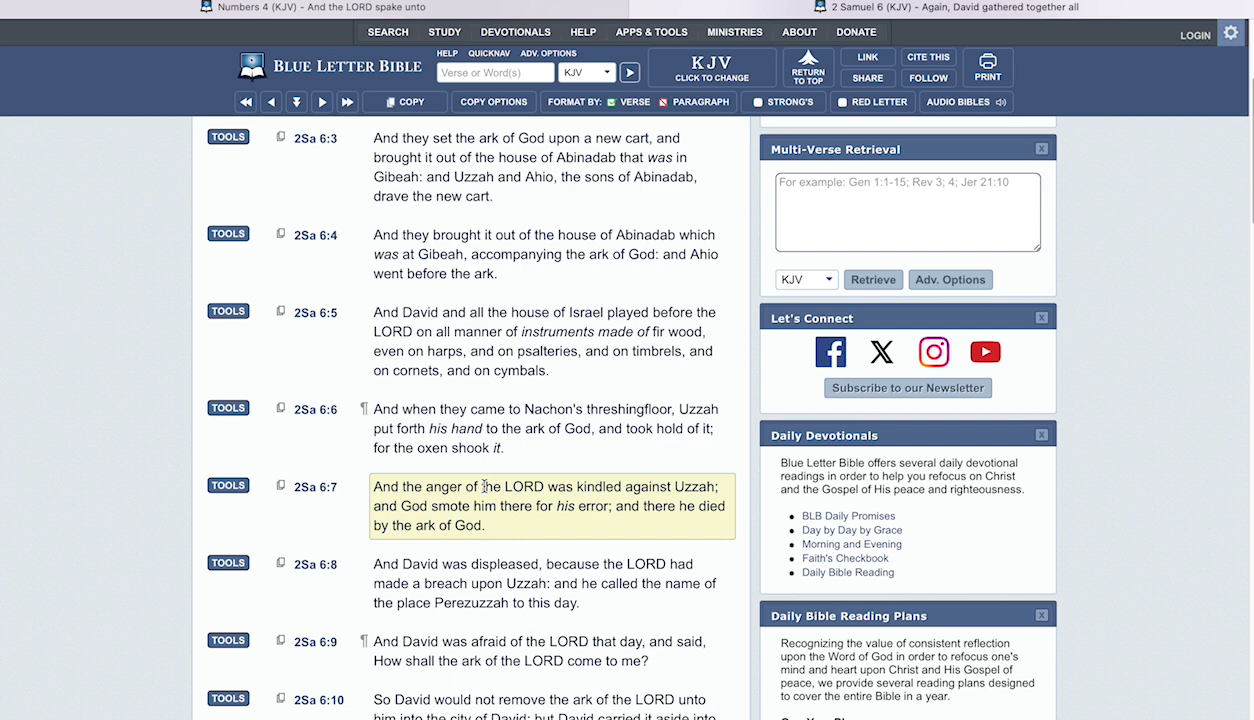 Numbers 4 (KJV) - And the LORD spake unto
2 Samuel 6 (KJV) - Again, David gathered together all
SEARCH STUDY DEVOTIONALS HELP APPS & TOOLS MINISTRIES ABOUT DONATE
LOGIN
BLUE LETTER BIBLE
HELP QUICKNAV ADV. OPTIONS
Verse or Word(s)
KJV
KJV
CLICK TO CHANGE
RETURN
TO TOP
LINK
CITE THIS
SHARE
FOLLOW
PRINT
COPY
COPY OPTIONS
FORMAT BY: VERSE PARAGRAPH
STRONG'S
RED LETTER
AUDIO BIBLES
TOOLS
2Sa 6:3
And they set the ark of God upon a new cart, and
brought it out of the house of Abinadab that was in
Gibeah: and Uzzah and Ahio, the sons of Abinadab,
drave the new cart.
TOOLS
2Sa 6:4
And they brought it out of the house of Abinadab which
was at Gibeah, accompanying the ark of God: and Ahio
went before the ark.
TOOLS
2Sa 6:5
And David and all the house of Israel played before the
LORD on all manner of instruments made of fir wood,
even on harps, and on psalteries, and on timbrels, and
on cornets, and on cymbals.
TOOLS
2Sa 6:6
¶ And when they came to Nachon's threshingfloor, Uzzah
put forth his hand to the ark of God, and took hold of it;
for the oxen shook it.
TOOLS
2Sa 6:7
And the anger of the LORD was kindled against Uzzah;
and God smote him there for his error; and there he died
by the ark of God.
TOOLS
2Sa 6:8
And David was displeased, because the LORD had
made a breach upon Uzzah: and he called the name of
the place Perezuzzah to this day.
TOOLS
2Sa 6:9
¶ And David was afraid of the LORD that day, and said,
How shall the ark of the LORD come to me?
TOOLS
2Sa 6:10
So David would not remove the ark of the LORD unto
him into the city of David: but David carried it aside into
Multi-Verse Retrieval
X
For example: Gen 1:1-15; Rev 3; 4; Jer 21:10
KJV
Retrieve
Adv. Options
Let's Connect
X
Subscribe to our Newsletter
Daily Devotionals
X
Blue Letter Bible offers several daily devotional
readings in order to help you refocus on Christ
and the Gospel of His peace and righteousness.
• BLB Daily Promises
• Day by Day by Grace
• Morning and Evening
• Faith's Checkbook
• Daily Bible Reading
Daily Bible Reading Plans
X
Recognizing the value of consistent reflection
upon the Word of God in order to refocus one's
mind and heart upon Christ and His Gospel of
peace, we provide several reading plans designed
to cover the entire Bible in a year.